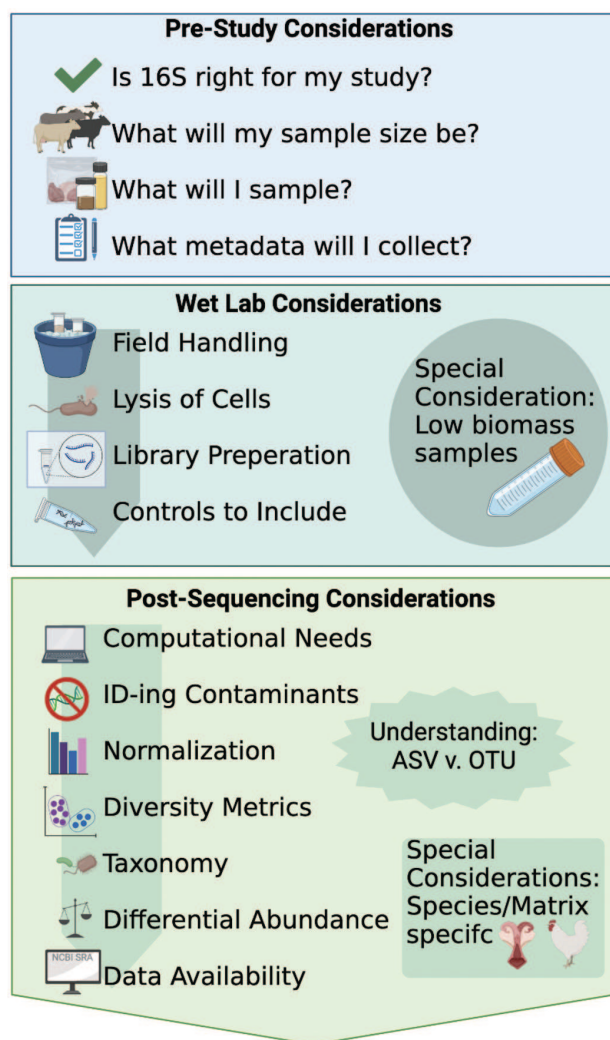 Pre-Study Considerations
Is 16S right for my study?
What will my sample size be?
What will I sample?
What metadata will I collect?
Wet Lab Considerations
Field Handling
Lysis of Cells
Library Preperation
Controls to Include
Special
Consideration:
Low biomass
samples
Post-Sequencing Considerations
Computational Needs
ID-ing Contaminants
Normalization
Diversity Metrics
Taxonomy
Differential Abundance
NCBI SRA
Data Availability
Understanding:
ASV v. OTU
Special
Considerations:
Species/Matrix
specifc